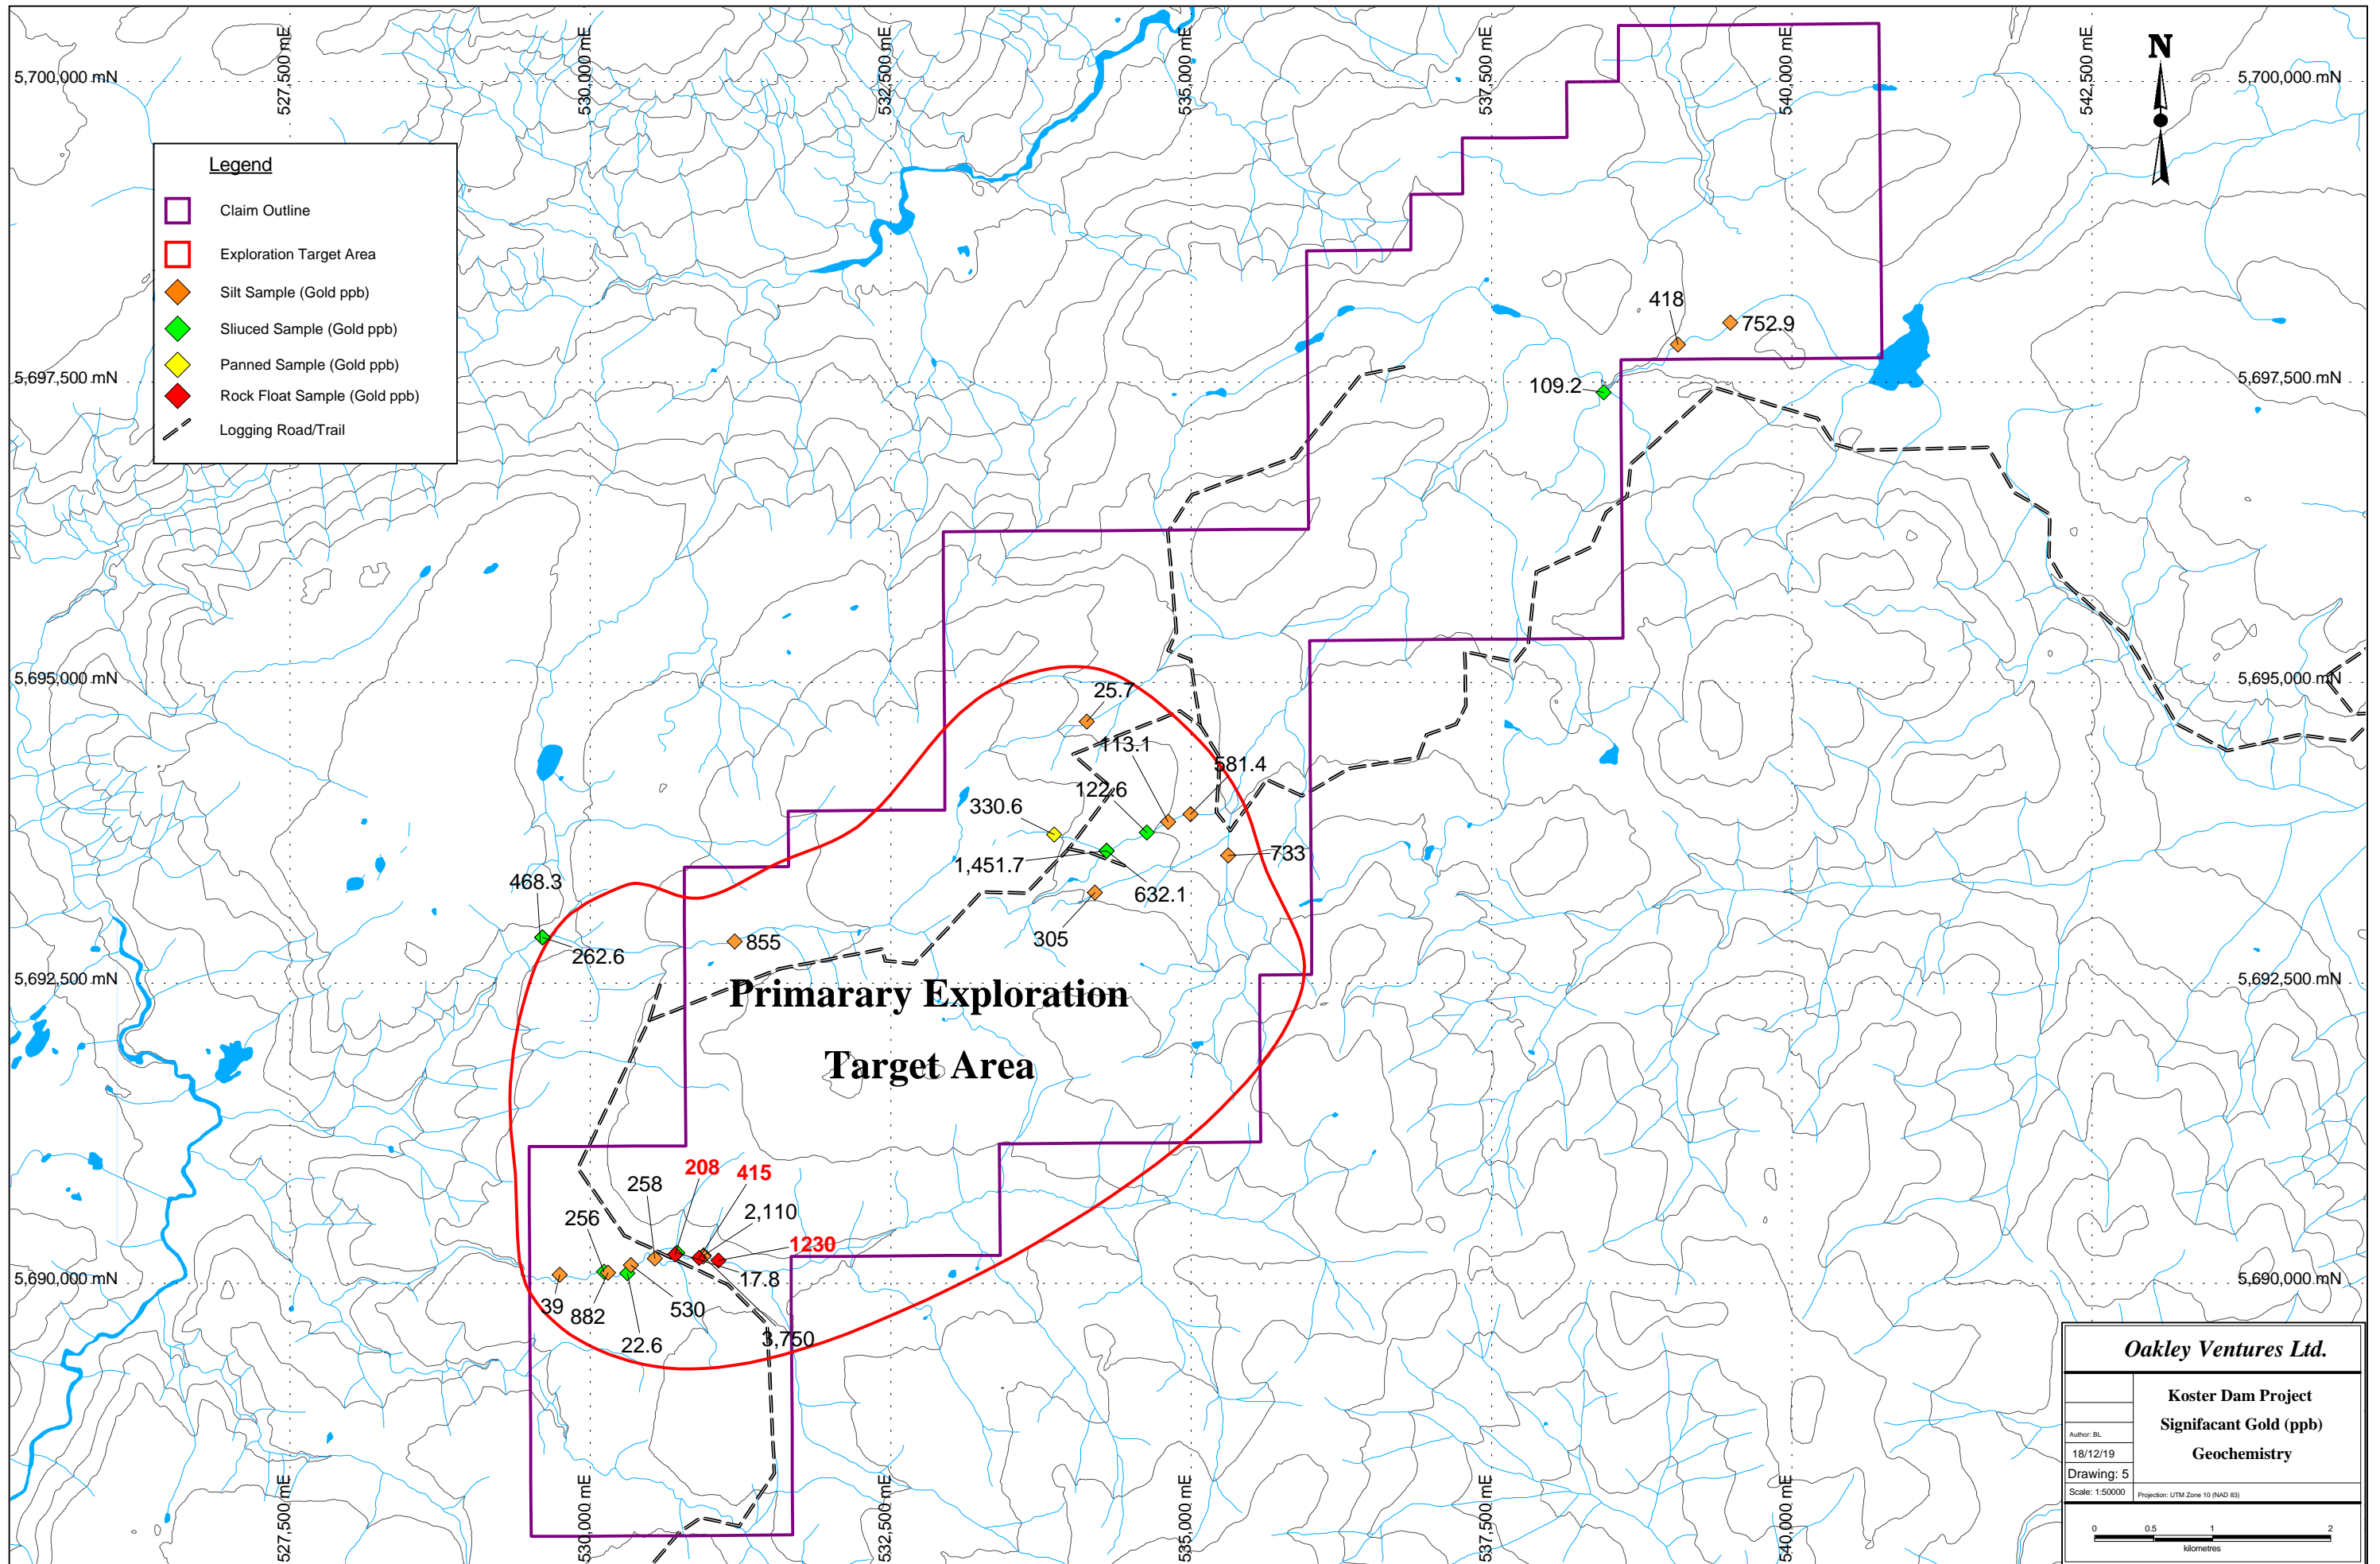 527,500 mE
530,000 mE
532,500 mE
535,000 mE
537,500 mE
540,000 mE
542,500 mE
N
5,700,000 mN
5,700,000 mN
Legend
Claim Outline
Exploration Target Area
Silt Sample (Gold ppb)
Sliuced Sample (Gold ppb)
Panned Sample (Gold ppb)
Rock Float Sample (Gold ppb)
Logging Road/Trail
418
752.9
5,697,500 mN
109.2
5,697,500 mN
5,695,000 mN
25.7
5,695,000 mN
113.1
581.4
122.6
330.6
1,451.7
733
632.1
468.3
305
855
262.6
5,692,500 mN
5,692,500 mN
Primarary Exploration
Target Area
208
415
258
2,110
256
1230
5,690,000 mN
17.8
5,690,000 mN
39
882
530
22.6
3,750
Oakley Ventures Ltd.
Koster Dam Project
Signifacant Gold (ppb)
Geochemistry
Author: BL
18/12/19
Drawing: 5
Scale: 1:50000
Projection: UTM Zone 10 (NAD 83)
0 0.5 1 2
kilometres
527,500 mE
530,000 mE
532,500 mE
535,000 mE
537,500 mE
540,000 mE